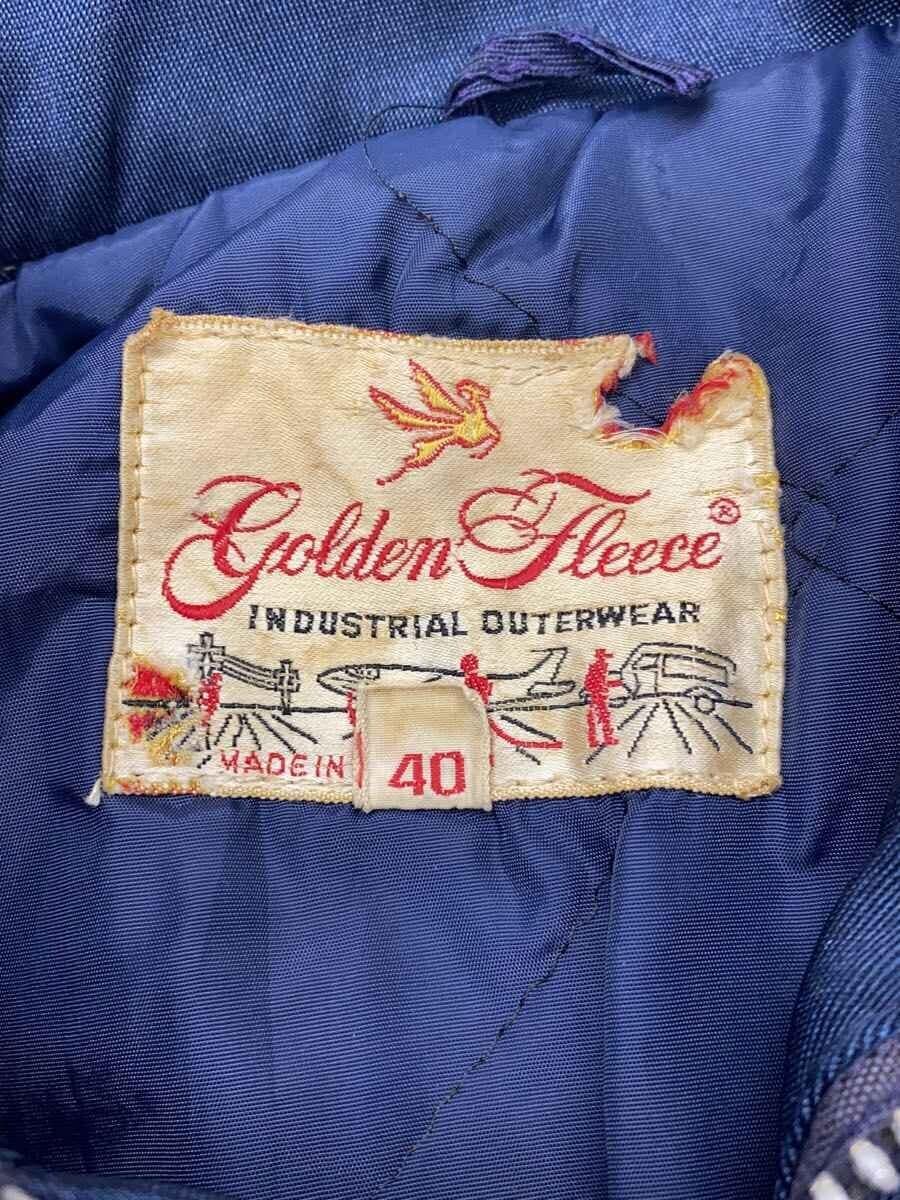 Golden Fleece®
INDUSTRIAL OUTERWEAR
MADE IN
40